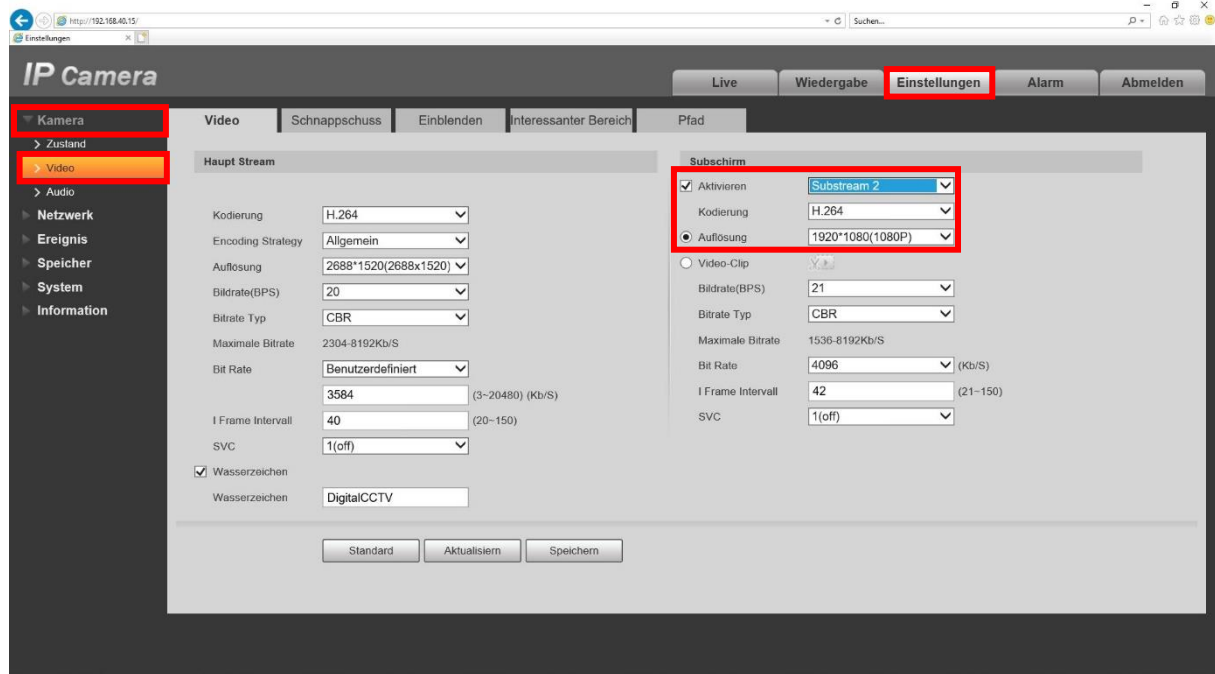 http://192.168.40.15/
Suchen...
Einstellungen
IP Camera
Live Wiedergabe Einstellungen Alarm Abmelden
Kamera
Zustand
Video
Audio
Netzwerk
Ereignis
Speicher
System
Information
Video Schnappschuss Einblenden Interessanter Bereich Pfad
Haupt Stream
Kodierung H.264
Encoding Strategy Allgemein
Auflösung 2688*1520(2688x1520)
Bildrate(BPS) 20
Bitrate Typ CBR
Maximale Bitrate 2304-8192Kb/S
Bit Rate Benutzerdefiniert
3584 (3~20480) (Kb/S)
I Frame Intervall 40 (20~150)
SVC 1(off)
Wasserzeichen
Wasserzeichen DigitalCCTV
Standard Aktualisiern Speichern
Subschirm
Aktivieren Substream 2
Kodierung H.264
Auflösung 1920*1080(1080P)
Video-Clip
Bildrate(BPS) 21
Bitrate Typ CBR
Maximale Bitrate 1536-8192Kb/S
Bit Rate 4096 (Kb/S)
I Frame Intervall 42 (21~150)
SVC 1(off)